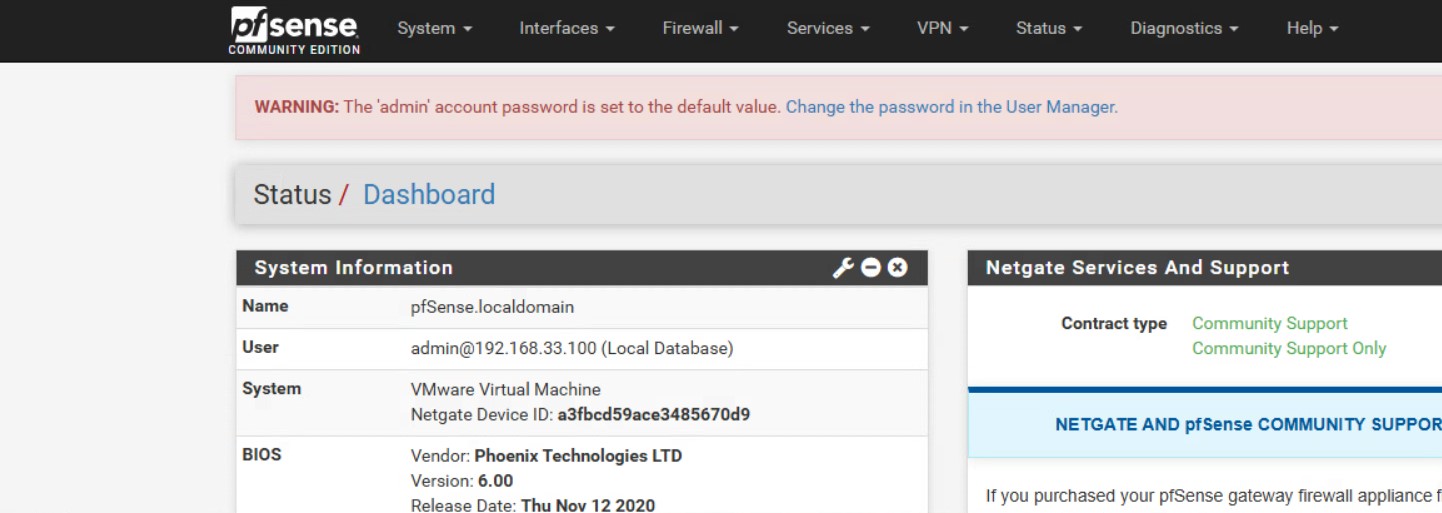 pfsense
COMMUNITY EDITION
System Interfaces Firewall Services VPN Status Diagnostics Help
WARNING: The 'admin' account password is set to the default value. Change the password in the User Manager.
Status / Dashboard
System Information
Name pfSense.localdomain
User admin@192.168.33.100 (Local Database)
System VMware Virtual Machine
Netgate Device ID: a3fbcd59ace3485670d9
BIOS Vendor: Phoenix Technologies LTD
Version: 6.00
Release Date: Thu Nov 12 2020
Netgate Services And Support
Contract type Community Support
Community Support Only
NETGATE AND pfSense COMMUNITY SUPPOR
If you purchased your pfSense gateway firewall appliance f